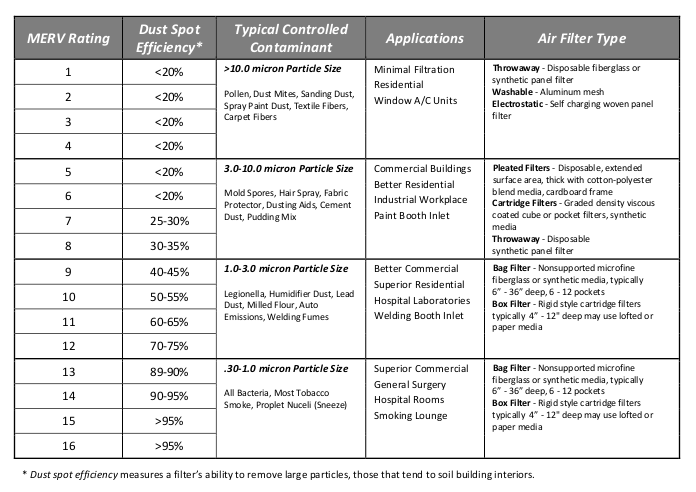 MERV Rating
Dust Spot
Efficiency*
Typical Controlled
Contaminant
Applications
Air Filter Type
1
<20%
2
<20%
3
<20%
4
<20%
>10.0 micron Particle Size
Pollen, Dust Mites, Sanding Dust,
Spray Paint Dust, Textile Fibers,
Carpet Fibers
Minimal Filtration
Residential
Window A/C Units
Throwaway - Disposable fiberglass or
synthetic panel filter
Washable - Aluminum mesh
Electrostatic - Self charging woven panel
filter
5
<20%
6
<20%
7
25-30%
8
30-35%
3.0-10.0 micron Particle Size
Mold Spores, Hair Spray, Fabric
Protector, Dusting Aids, Cement
Dust, Pudding Mix
Commercial Buildings
Better Residential
Industrial Workplace
Paint Booth Inlet
Pleated Filters - Disposable, extended
surface area, thick with cotton-polyester
blend media, cardboard frame
Cartridge Filters - Graded density viscous
coated cube or pocket filters, synthetic
media
Throwaway - Disposable
synthetic panel filter
9
40-45%
10
50-55%
11
60-65%
12
70-75%
1.0-3.0 micron Particle Size
Legionella, Humidifier Dust, Lead
Dust, Milled Flour, Auto
Emissions, Welding Fumes
Better Commercial
Superior Residential
Hospital Laboratories
Welding Booth Inlet
Bag Filter - Nonsupported microfine
fiberglass or synthetic media, typically
6” - 36” deep, 6 - 12 pockets
Box Filter - Rigid style cartridge filters
typically 4” - 12" deep may use lofted or
paper media
13
89-90%
14
90-95%
15
>95%
16
>95%
.30-1.0 micron Particle Size
All Bacteria, Most Tobacco
Smoke, Proplet Nuceli (Sneeze)
Superior Commercial
General Surgery
Hospital Rooms
Smoking Lounge
Bag Filter - Nonsupported microfine
fiberglass or synthetic media, typically
6” - 36” deep, 6 - 12 pockets
Box Filter - Rigid style cartridge filters
typically 4” - 12" deep may use lofted or
paper media
* Dust spot efficiency measures a filter’s ability to remove large particles, those that tend to soil building interiors.